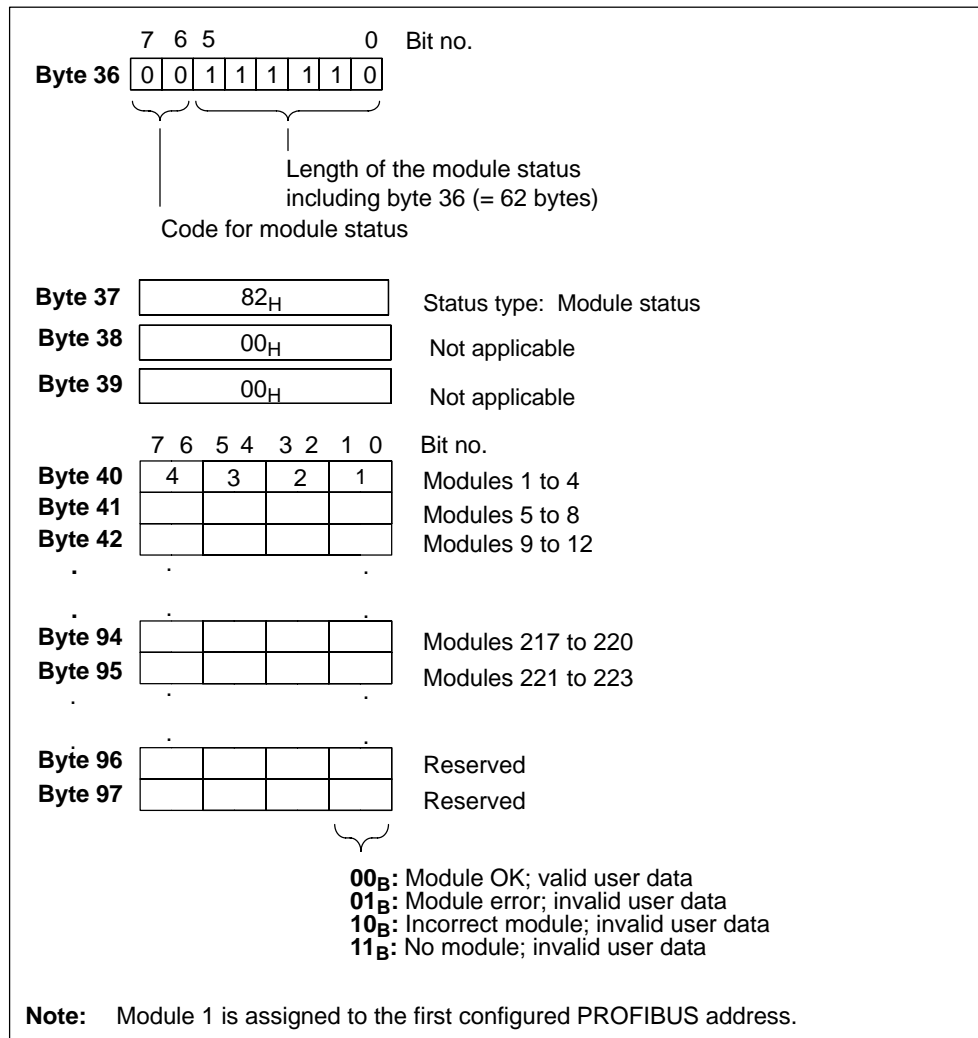 7 6 5 0 Bit no.
Byte 36 0 0 1 1 1 1 1 0
Length of the module status
including byte 36 (= 62 bytes)
Code for module status
Byte 37 82H Status type: Module status
Byte 38 00H Not applicable
Byte 39 00H Not applicable
7 6 5 4 3 2 1 0 Bit no.
Byte 40 4 3 2 1 Modules 1 to 4
Byte 41 Modules 5 to 8
Byte 42 Modules 9 to 12
. . .
. . .
Byte 94 Modules 217 to 220
Byte 95 Modules 221 to 223
. . .
. . .
Byte 96 Reserved
Byte 97 Reserved
00B: Module OK; valid user data
01B: Module error; invalid user data
10B: Incorrect module; invalid user data
11B: No module; invalid user data
Note: Module 1 is assigned to the first configured PROFIBUS address.